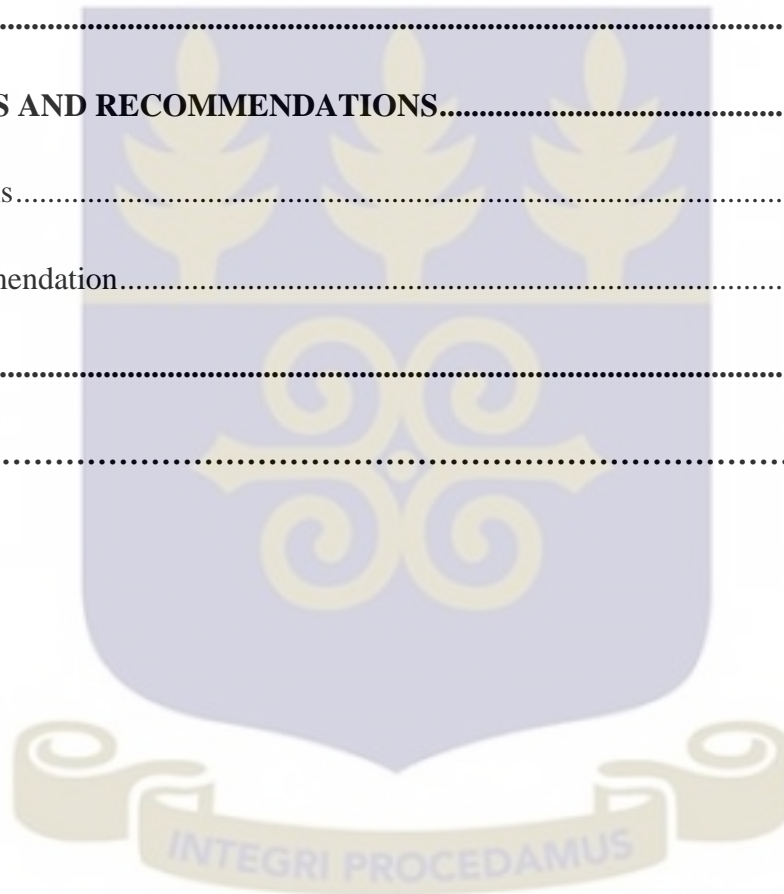 ....................................................................................................
S AND RECOMMENDATIONS..............................................
s....................................................................................................
nendation....................................................................................
....................................................................................................
....................................................................................................
INTEGRI PROCEDAMUS